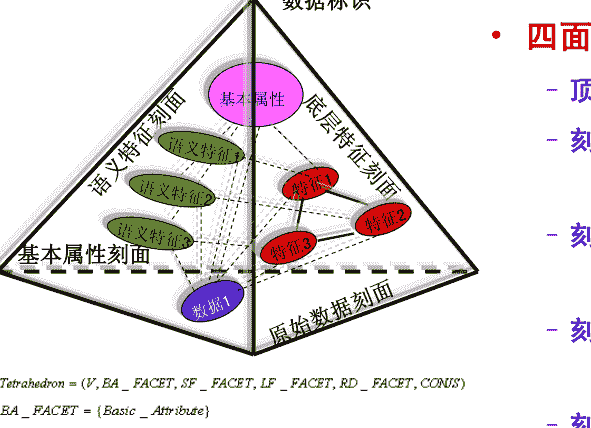 数据标识
基本属性
语义特征刻面
底层特征刻面
语义特征1
语义特征2
语义特征3
特征1
特征2
特征3
基本属性刻面
数据1
原始数据刻面
Tetrahedron = (V, BA _ FACET, SF _ FACET, LF _ FACET, RD _ FACET, CONJS)
BA _ FACET = {Basic _ Attribute}
• 四面
– 顶
– 刻
– 刻
– 刻
– 刻